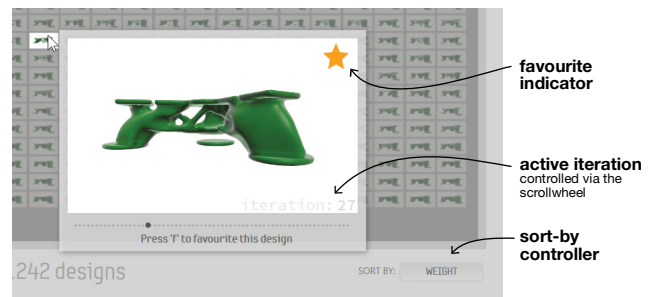 favourite
indicator
active iteration
controlled via the
scrollwheel
iteration: 27
Press 'f' to favourite this design
sort-by
controller
.242 designs
SORT BY: WEIGHT